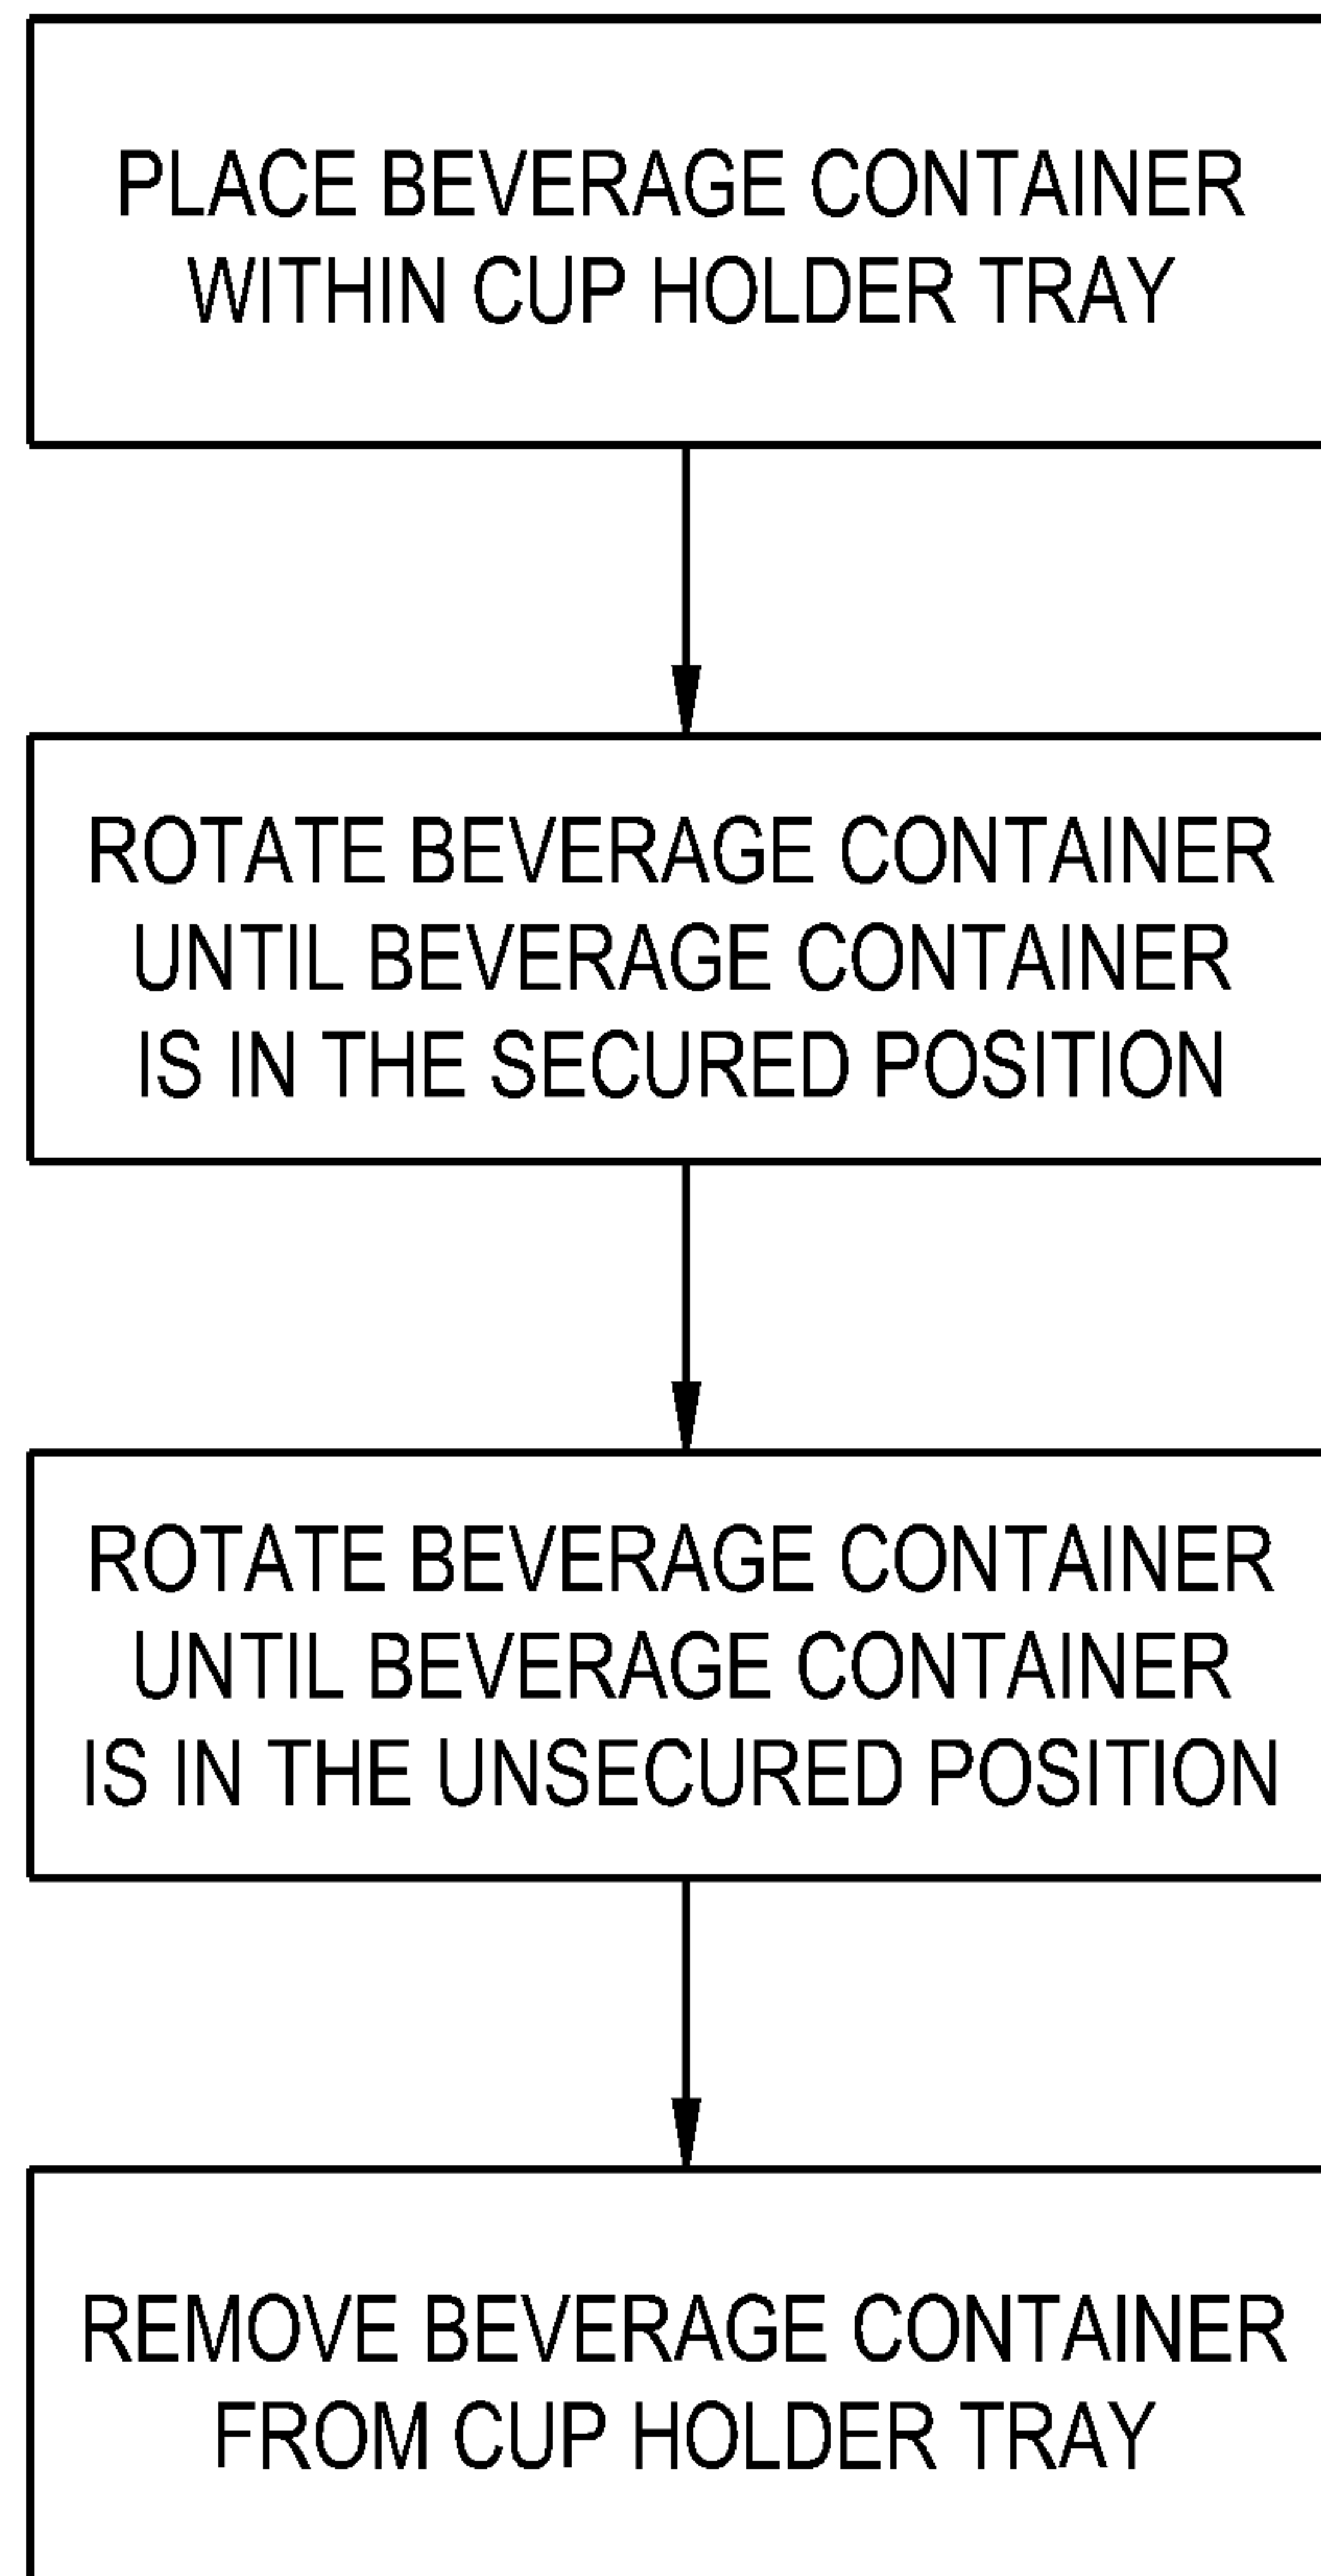 PLACE BEVERAGE CONTAINER
WITHIN CUP HOLDER TRAY
ROTATE BEVERAGE CONTAINER
UNTIL BEVERAGE CONTAINER
IS IN THE SECURED POSITION
ROTATE BEVERAGE CONTAINER
UNTIL BEVERAGE CONTAINER
IS IN THE UNSECURED POSITION
REMOVE BEVERAGE CONTAINER
FROM CUP HOLDER TRAY